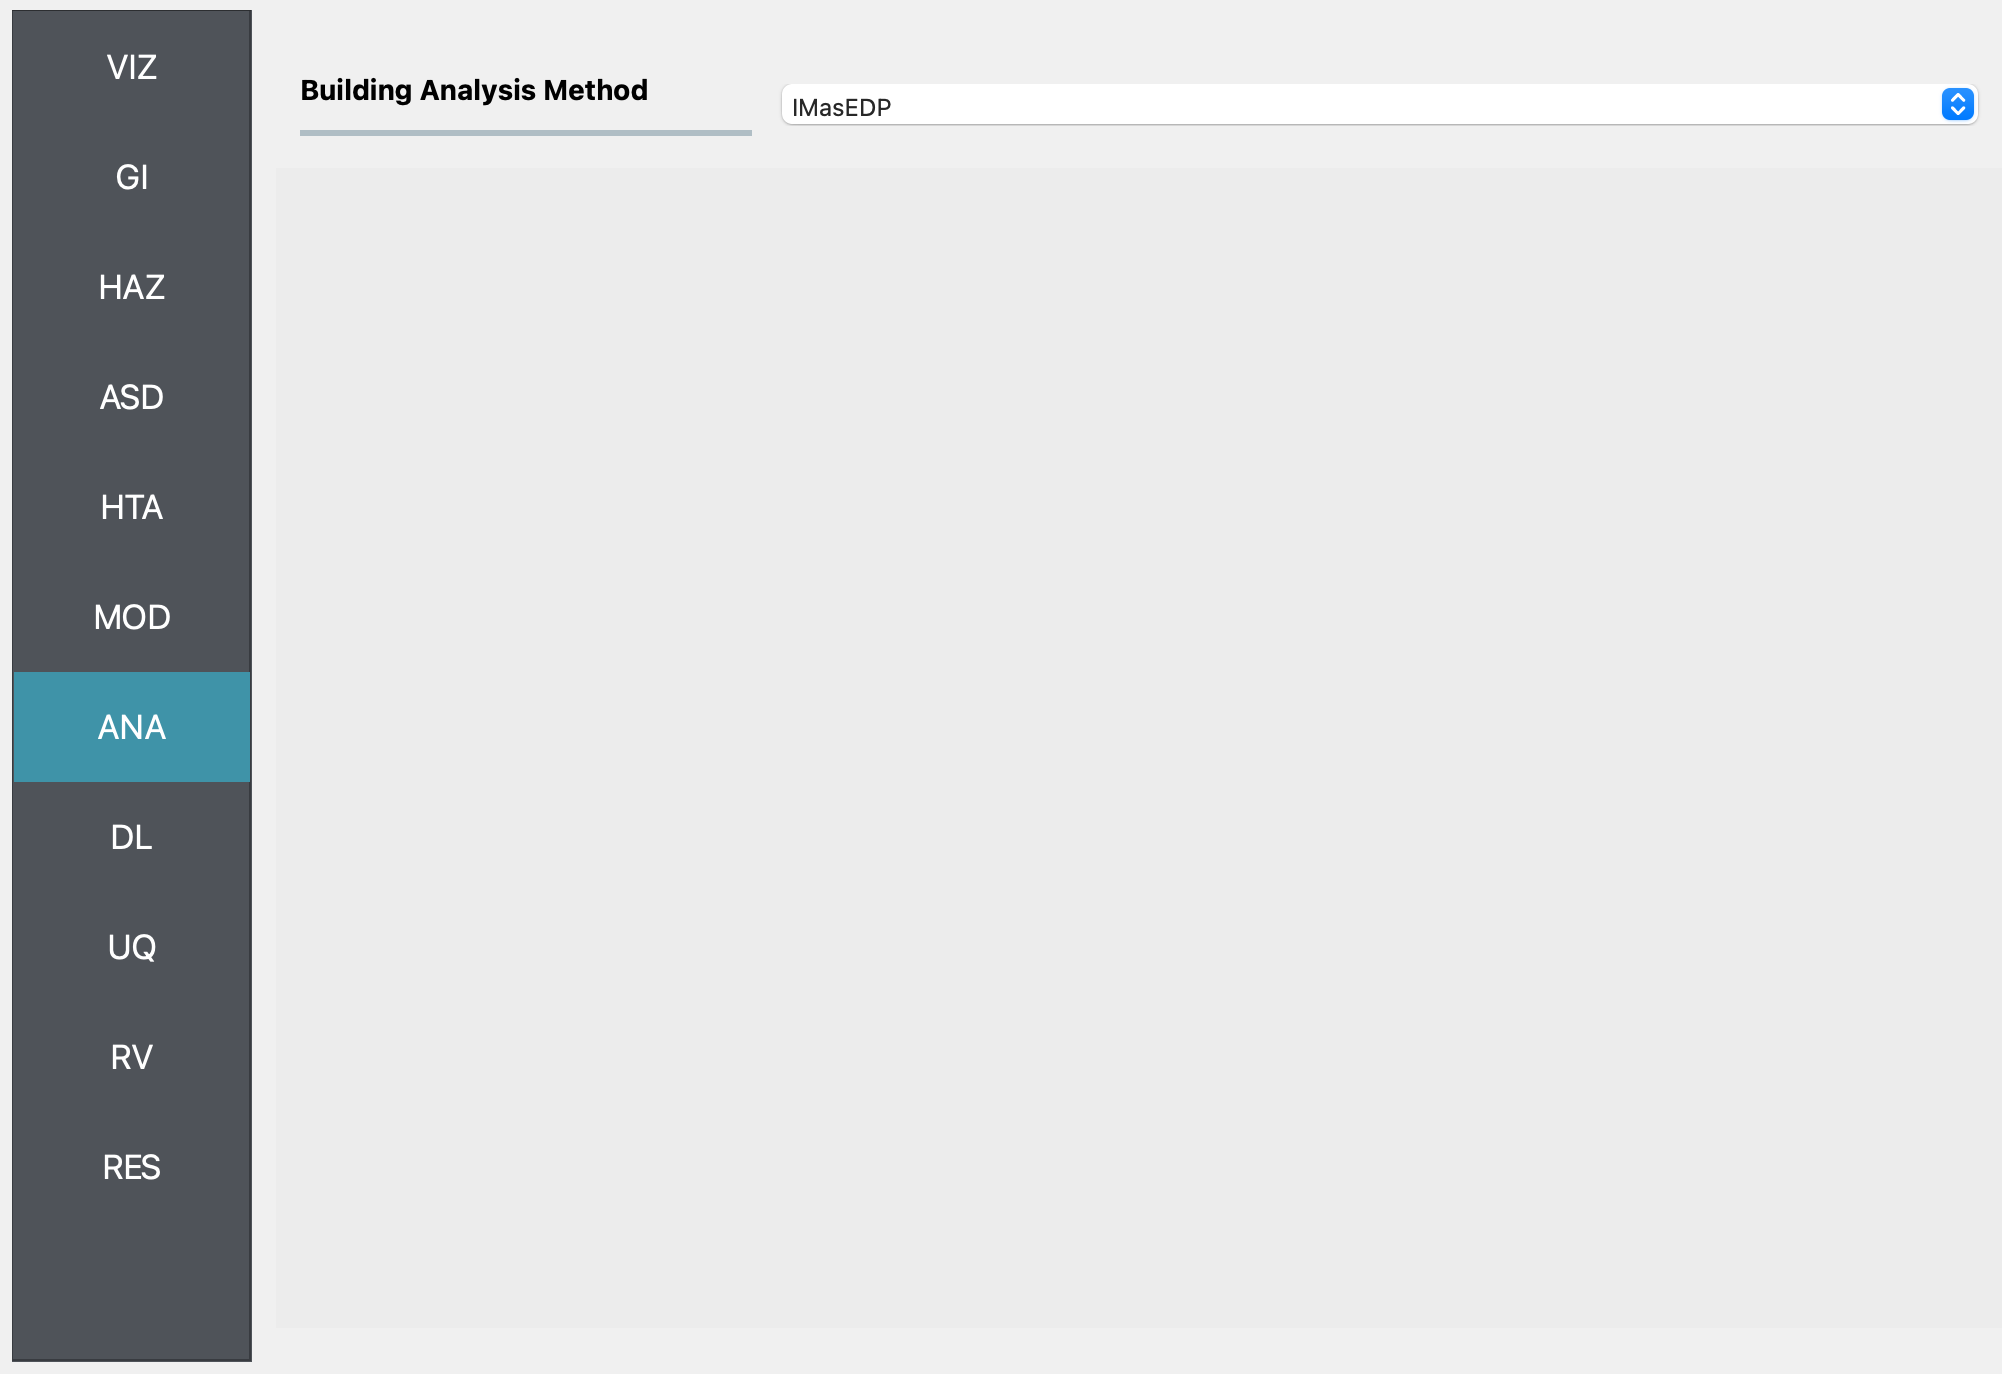 VIZ
GI
HAZ
ASD
HTA
MOD
ANA
DL
UQ
RV
RES
Building Analysis Method
IMasEDP